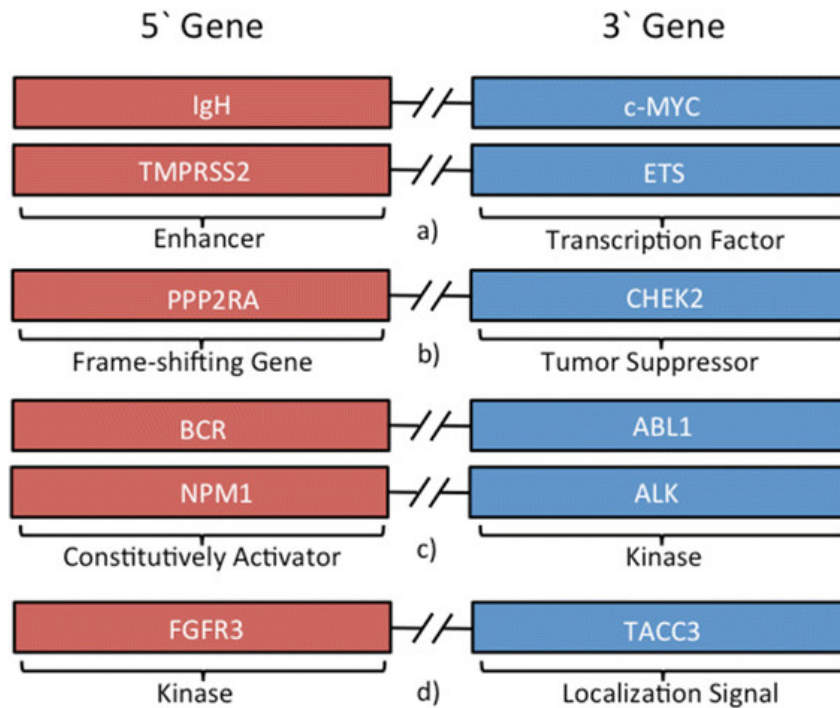 5` Gene 3` Gene
IgH c-MYC
TMPRSS2 ETS
Enhancer a) Transcription Factor
PPP2RA CHEK2
Frame-shifting Gene b) Tumor Suppressor
BCR ABL1
NPM1 ALK
Constitutively Activator c) Kinase
FGFR3 TACC3
Kinase d) Localization Signal